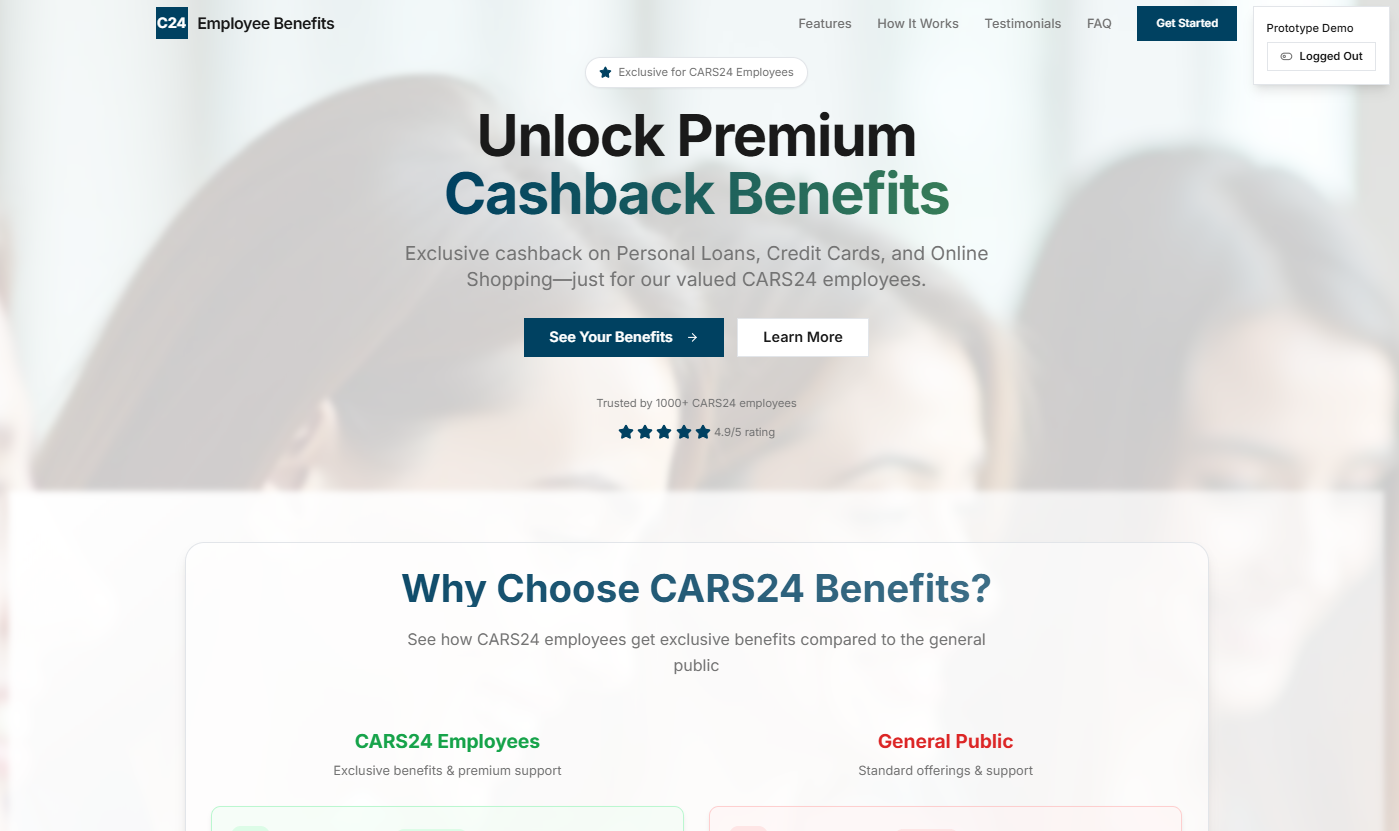 C24 Employee Benefits
Features How It Works Testimonials FAQ Get Started
Prototype Demo
Logged Out
Exclusive for CARS24 Employees
Unlock Premium
Cashback Benefits
Exclusive cashback on Personal Loans, Credit Cards, and Online
Shopping—just for our valued CARS24 employees.
See Your Benefits → Learn More
Trusted by 1000+ CARS24 employees
4.9/5 rating
Why Choose CARS24 Benefits?
See how CARS24 employees get exclusive benefits compared to the general
public
CARS24 Employees
Exclusive benefits & premium support
General Public
Standard offerings & support